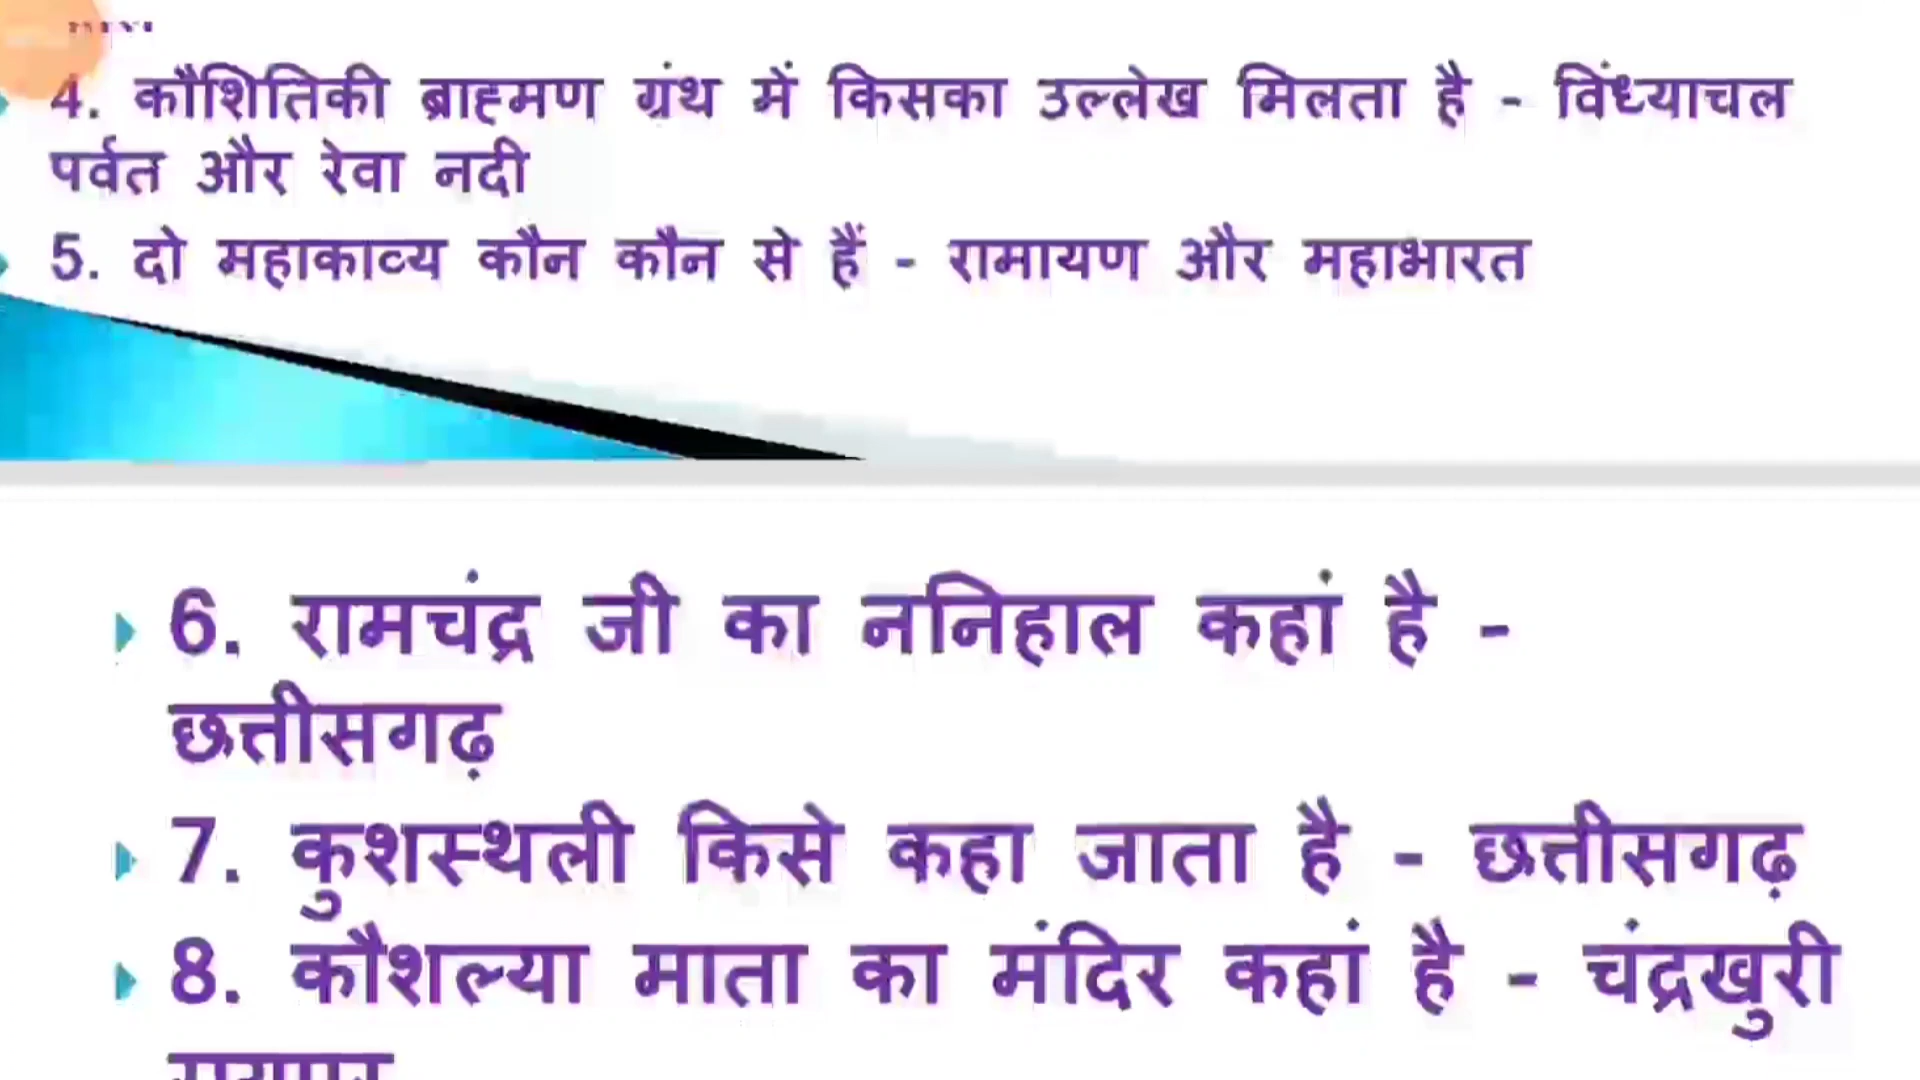 4. कौशितिकी ब्राह्मण ग्रंथ में किसका उल्लेख मिलता है - विंध्याचल
पर्वत और रेवा नदी
5. दो महाकाव्य कौन कौन से हैं - रामायण और महाभारत
6. रामचंद्र जी का ननिहाल कहां है -
छत्तीसगढ़
7. कुशस्थली किसे कहा जाता है - छत्तीसगढ़
8. कौशल्या माता का मंदिर कहां है - चंद्रखुरी